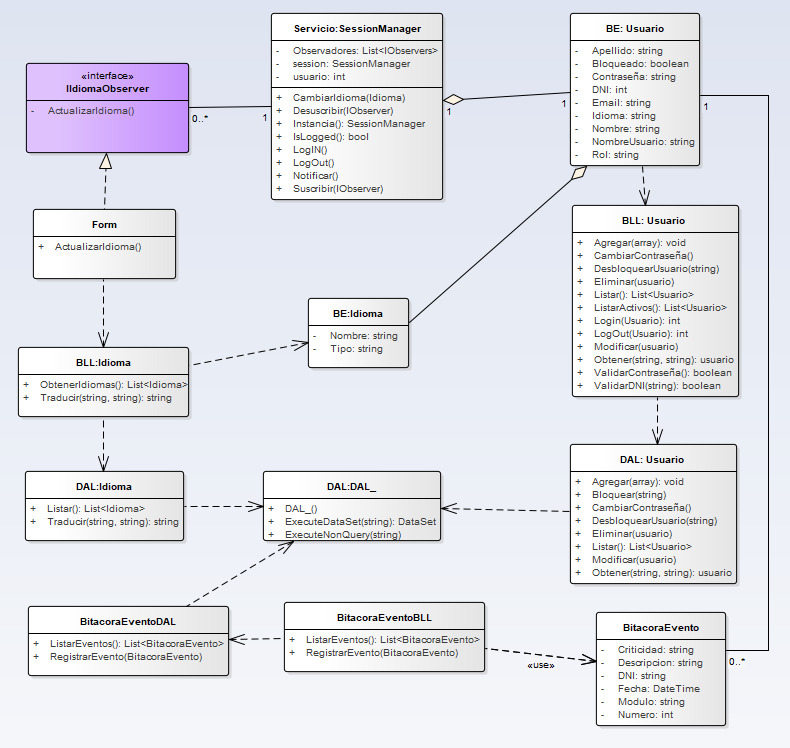 «interface»
IIdiomaObserver
- ActualizarIdioma()
Servicio:SessionManager
- Observadores: List<IObservers>
- session: SessionManager
- usuario: int
+ CambiarIdioma(Idioma)
+ Desuscribir(IObserver)
+ Instancia(): SessionManager
+ IsLogged(): bool
+ LogIN()
+ LogOut()
+ Notificar()
+ Suscribir(IObserver)
BE: Usuario
- Apellido: string
- Bloqueado: boolean
- Contraseña: string
- DNI: int
- Email: string
- Idioma: string
- Nombre: string
- NombreUsuario: string
- Rol: string
0..*
1
1
1
1
Form
+ ActualizarIdioma()
BLL: Usuario
+ Agregar(array): void
+ CambiarContraseña()
+ DesbloquearUsuario(string)
+ Eliminar(usuario)
+ Listar(): List<Usuario>
+ ListarActivos(): List<Usuario>
+ Login(Usuario): int
+ LogOut(Usuario): int
+ Modificar(usuario)
+ Obtener(string, string): usuario
+ ValidarContraseña(): boolean
+ ValidarDNI(string): boolean
BE:Idioma
- Nombre: string
- Tipo: string
BLL:Idioma
+ ObtenerIdiomas(): List<Idioma>
+ Traducir(string, string): string
DAL:Idioma
+ Listar(): List<Idioma>
+ Traducir(string, string): string
DAL:DAL_
+ DAL_()
+ ExecuteDataSet(string): DataSet
+ ExecuteNonQuery(string)
DAL: Usuario
+ Agregar(array): void
+ Bloquear(string)
+ CambiarContraseña()
+ DesbloquearUsuario(string)
+ Eliminar(usuario)
+ Listar(): List<Usuario>
+ Modificar(usuario)
+ Obtener(string, string): usuario
BitacoraEventoDAL
+ ListarEventos(): List<BitacoraEvento>
+ RegistrarEvento(BitacoraEvento)
BitacoraEventoBLL
+ ListarEventos(): List<BitacoraEvento>
+ RegistrarEvento(BitacoraEvento)
«use»
BitacoraEvento
- Criticidad: string
- Descripcion: string
- DNI: string
- Fecha: DateTime
- Modulo: string
- Numero: int
0..*